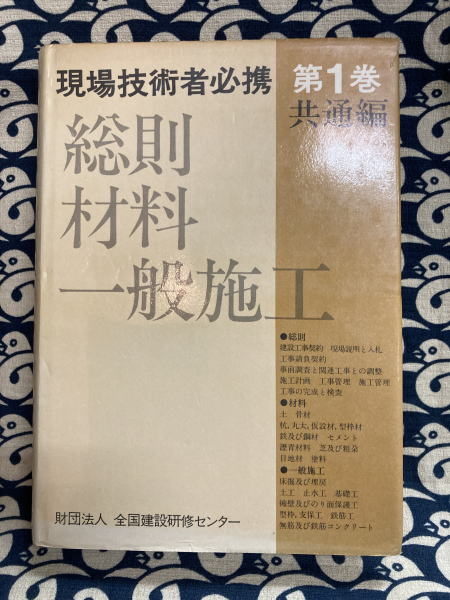 現場技術者必携
第1巻
共通編
総則
材料
一般施工
●総則
建設工事契約 現場説明と入札
工事請負契約
事前調査と関連工事との調整
施工計画 工事管理 施工管理
工事の完成と検査
●材料
土 骨材
杭,丸太,仮設材,型枠材
鉄及び鋼材 セメント
瀝青材料 芝及び粗朶
目地材 塗料
●一般施工
床掘及び埋戻
土工 止水工 基礎工
擁壁及びのり面保護工
型枠,支保工 鉄筋工
無筋及び鉄筋コンクリート
財団法人 全国建設研修センター